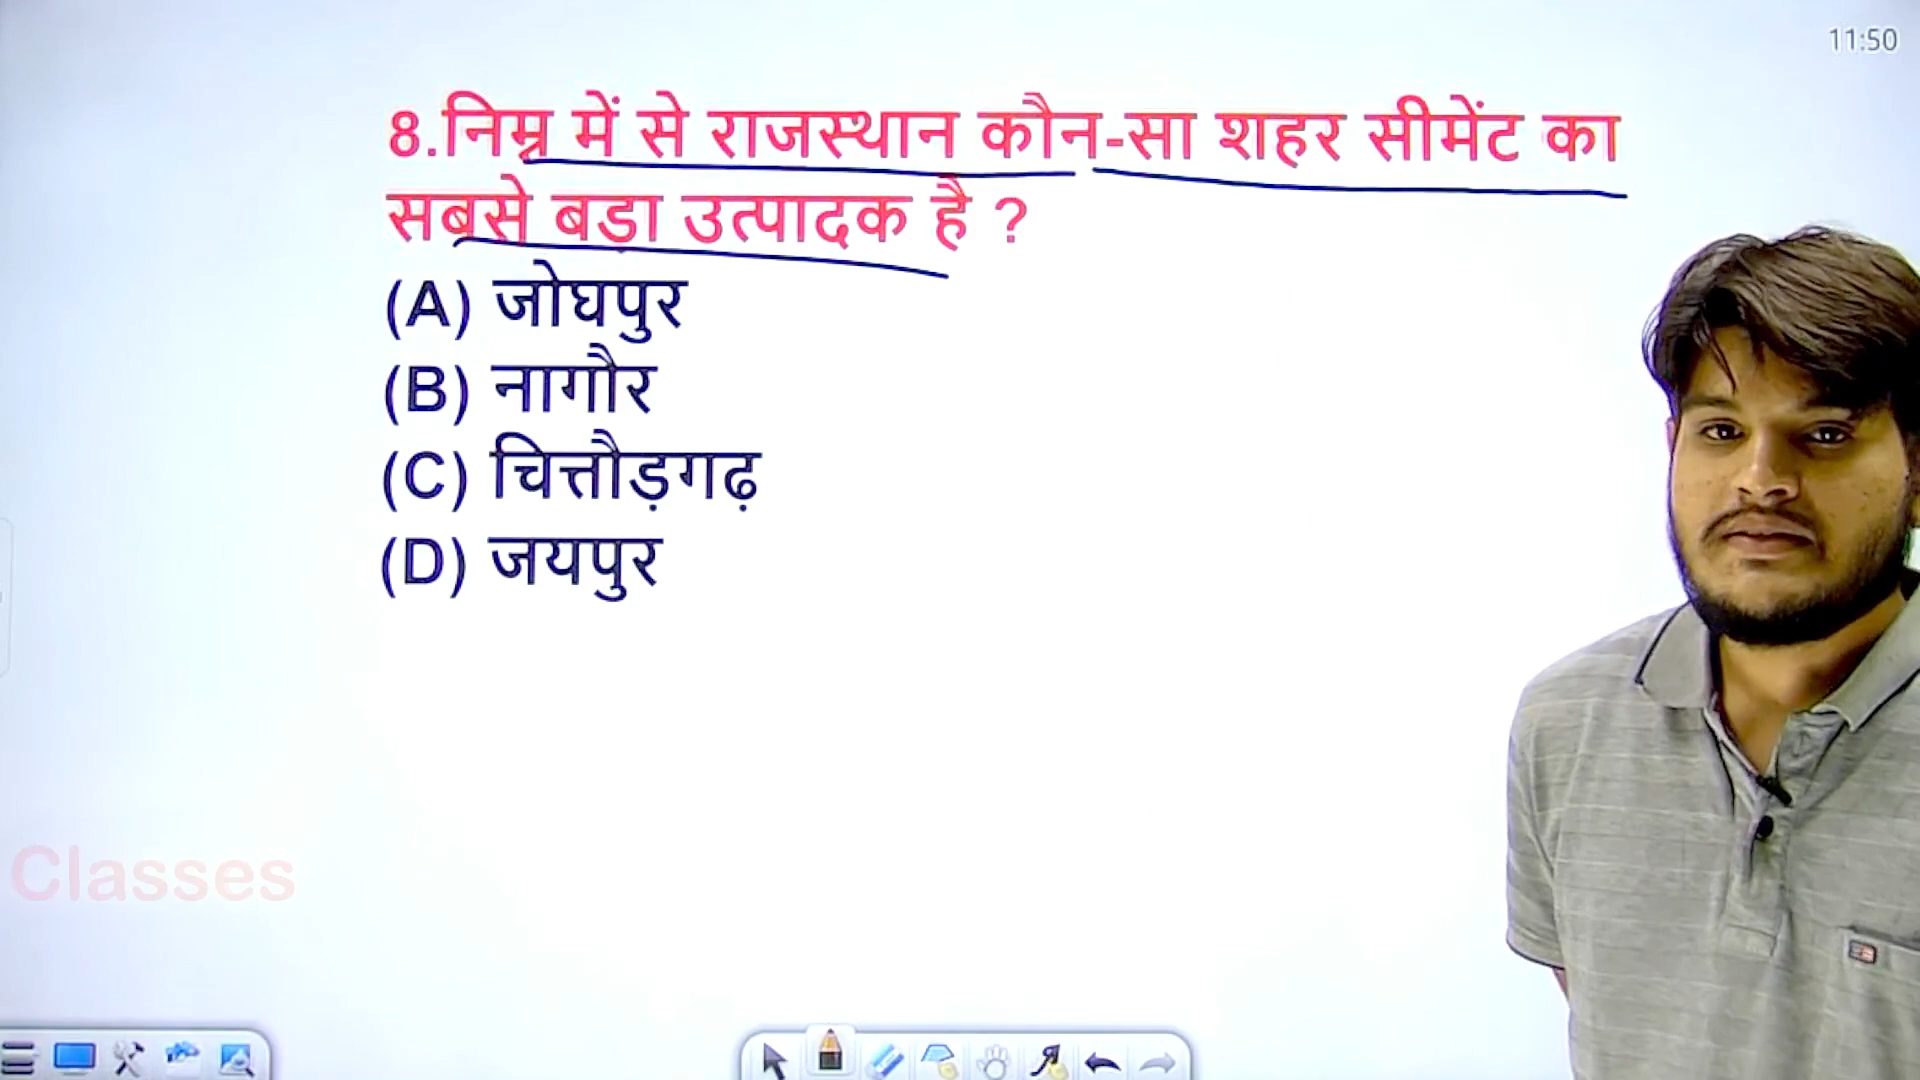 11:50
8.निम्न में से राजस्थान कौन-सा शहर सीमेंट का
सबसे बड़ा उत्पादक है ?
(A) जोघपुर
(B) नागौर
(C) चित्तौड़गढ़
(D) जयपुर
Classes